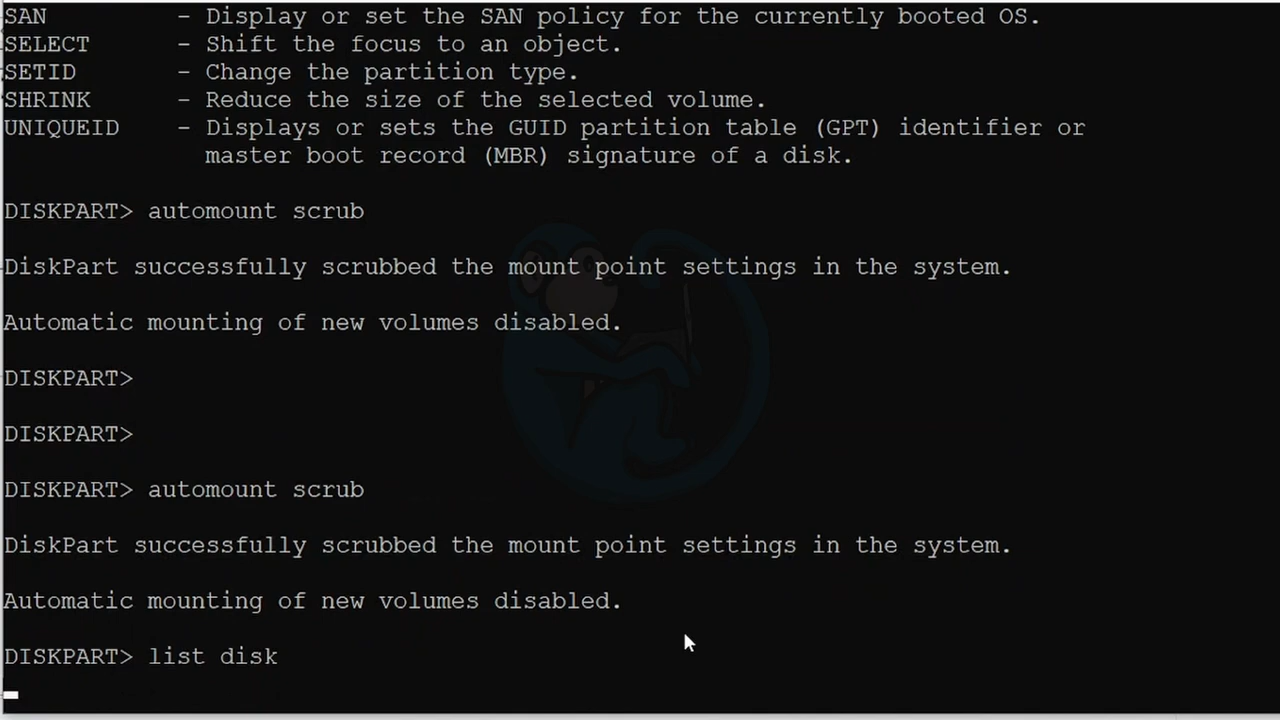 SAN - Display or set the SAN policy for the currently booted OS.
SELECT - Shift the focus to an object.
SETID - Change the partition type.
SHRINK - Reduce the size of the selected volume.
UNIQUEID - Displays or sets the GUID partition table (GPT) identifier or
master boot record (MBR) signature of a disk.
DISKPART> automount scrub
DiskPart successfully scrubbed the mount point settings in the system.
Automatic mounting of new volumes disabled.
DISKPART>
DISKPART>
DISKPART> automount scrub
DiskPart successfully scrubbed the mount point settings in the system.
Automatic mounting of new volumes disabled.
DISKPART> list disk